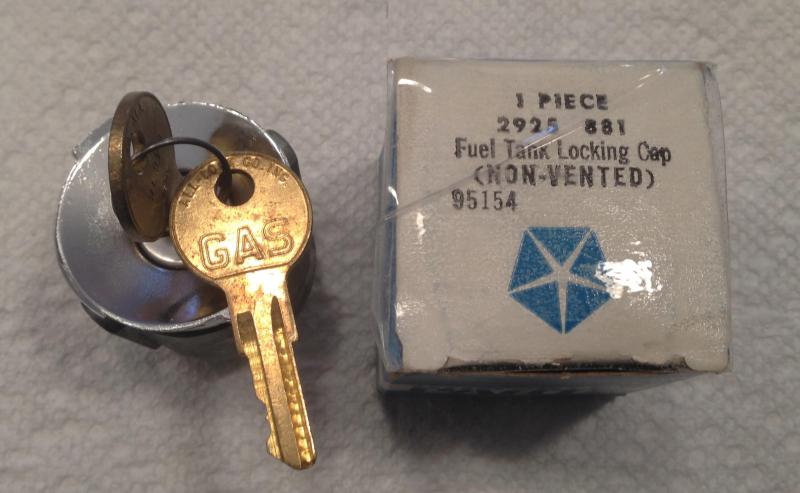 GAS
1 PIECE
2925 881
Fuel Tank Locking Cap
(NON-VENTED)
95154